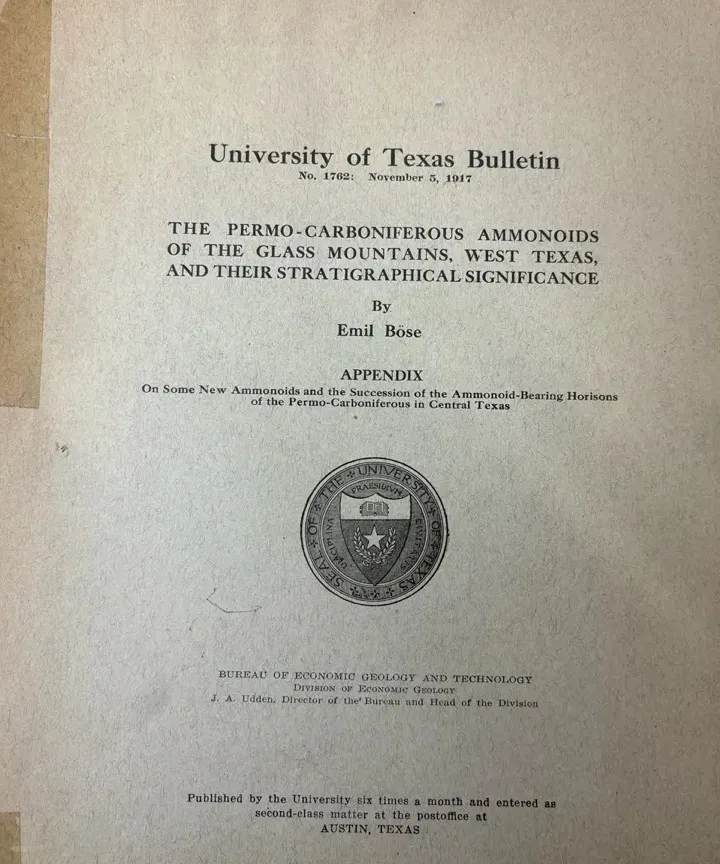 University of Texas Bulletin
No. 1762: November 5, 1917
THE PERMO-CARBONIFEROUS AMMONOIDS
OF THE GLASS MOUNTAINS, WEST TEXAS,
AND THEIR STRATIGRAPHICAL SIGNIFICANCE
By
Emil Böse
APPENDIX
On Some New Ammonoids and the Succession of the Ammonoid-Bearing Horisons
of the Permo-Carboniferous in Central Texas
SEAL OF THE UNIVERSITY OF TEXAS
DISCIPLINA PRAESIDIVM CIVITATIS
BUREAU OF ECONOMIC GEOLOGY AND TECHNOLOGY
DIVISION OF ECONOMIC GEOLOGY
J. A. Udden, Director of the Bureau and Head of the Division
Published by the University six times a month and entered as
second-class matter at the postoffice at
AUSTIN, TEXAS